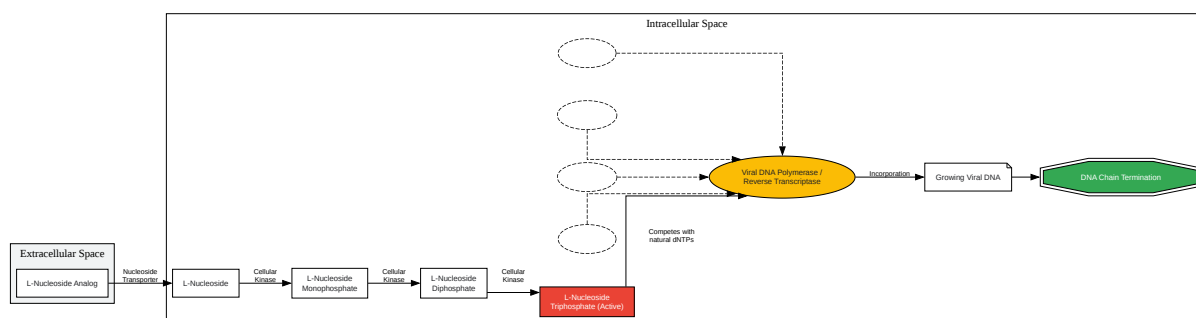 Intracellular Space
Viral DNA Polymerase /
Reverse Transcriptase
Incorporation
Growing Viral DNA
DNA Chain Termination
Competes with
natural dNTPs
Extracellular Space
L-Nucleoside Analog
Nucleoside
Transporter
L-Nucleoside
Cellular
Kinase
L-Nucleoside
Monophosphate
Cellular
Kinase
L-Nucleoside
Diphosphate
Cellular
Kinase
L-Nucleoside
Triphosphate (Active)